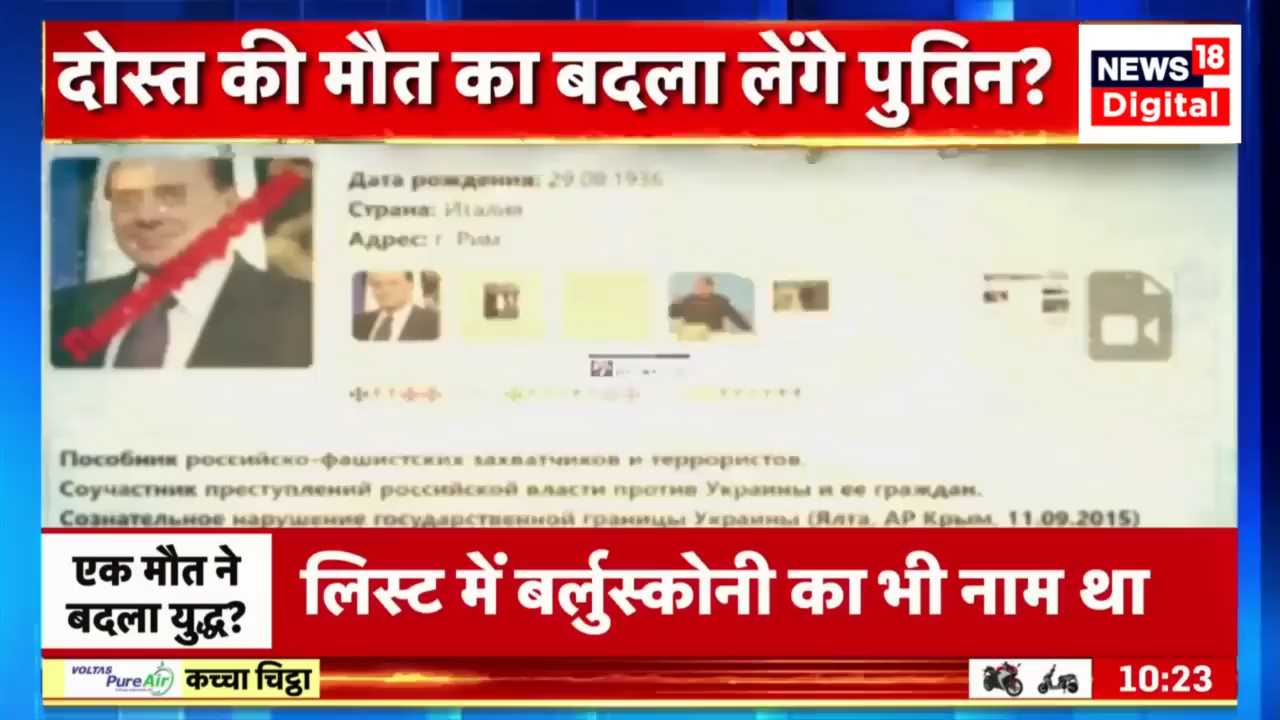 दोस्त की मौत का बदला लेंगे पुतिन?
NEWS 18
Digital
Дата рождения: 29.09.1936
Страна: Италия
Адрес: г. Рим
Пособник российско-фашистских захватчиков и террористов.
Соучастник преступлений российской власти против Украины и ее граждан.
Сознательное нарушение государственной границы Украины (Ялта, АР Крым, 11.09.2015)
एक मौत ने
बदला युद्ध?
लिस्ट में बर्लुस्कोनी का भी नाम था
VOLTAS
PureAir
कच्चा चिट्ठा
10:23